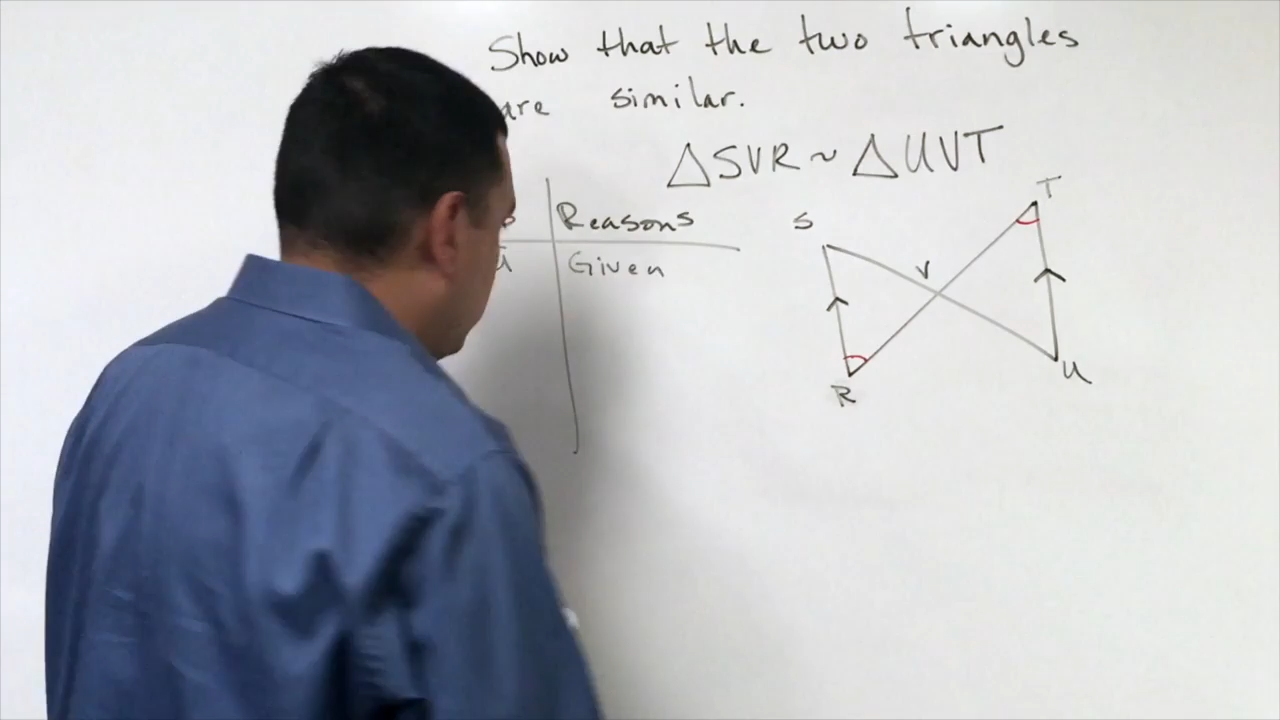 Show that the two triangles
are similar.
△SVR ~ △UVT
Reasons
Given
T
S
V
R
U